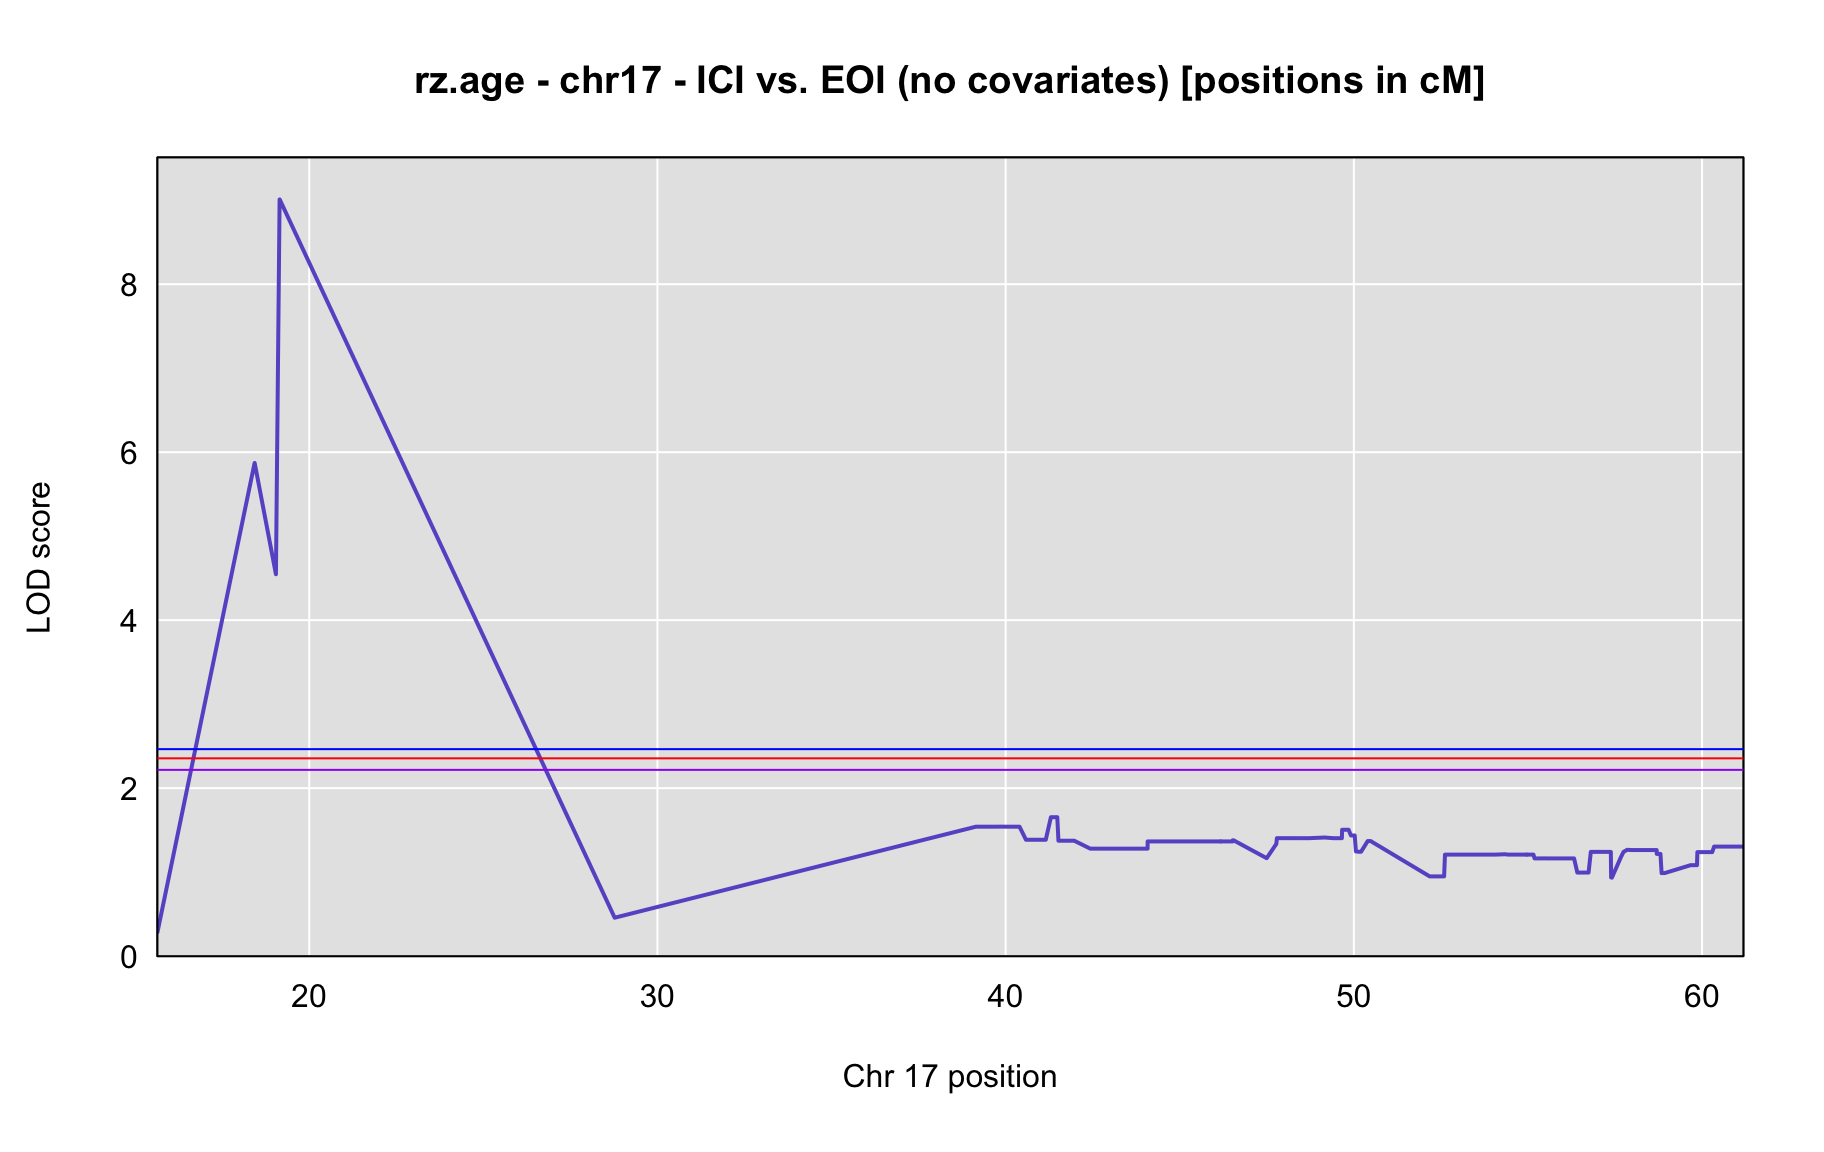 rz.age - chr17 - ICI vs. EOI (no covariates) [positions in cM]
LOD score
8
6
4
2
0
20 30 40 50 60
Chr 17 position